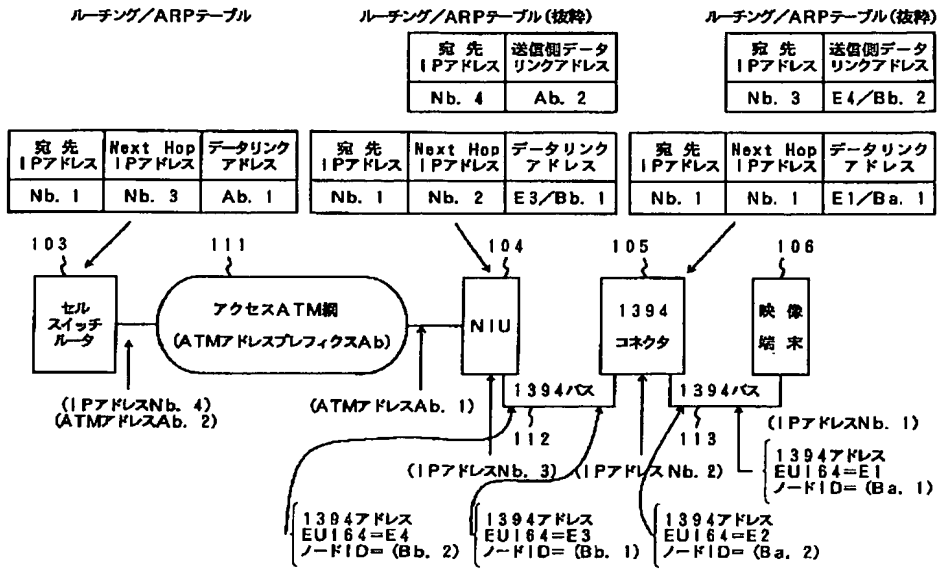 ルーチング/ARPテーブル
ルーチング/ARPテーブル(抜粋)
ルーチング/ARPテーブル(抜粋)
宛先 IPアドレス 送信側データ リンクアドレス
Nb. 4 Ab. 2
宛先 IPアドレス 送信側データ リンクアドレス
Nb. 3 E4/Bb. 2
宛先 IPアドレス Next Hop IPアドレス データリンク アドレス
Nb. 1 Nb. 3 Ab. 1
宛先 IPアドレス Next Hop IPアドレス データリンク アドレス
Nb. 1 Nb. 2 E3/Bb. 1
宛先 IPアドレス Next Hop IPアドレス データリンク アドレス
Nb. 1 Nb. 1 E1/Ba. 1
103
111
104
105
106
セル
スイッチ
ルータ
アクセスATM網
(ATMアドレスプレフィクスAb)
NIU
1394
コネクタ
映像
端末
1394バス
1394バス
112
113
(IPアドレスNb. 4)
(ATMアドレスAb. 2)
(ATMアドレスAb. 1)
(IPアドレスNb. 3)
(IPアドレスNb. 2)
(IPアドレスNb. 1)
1394アドレス
EUI64=E1
ノードID=(Ba. 1)
1394アドレス
EUI64=E4
ノードID=(Bb. 2)
1394アドレス
EUI64=E3
ノードID=(Bb. 1)
1394アドレス
EUI64=E2
ノードID=(Ba. 2)